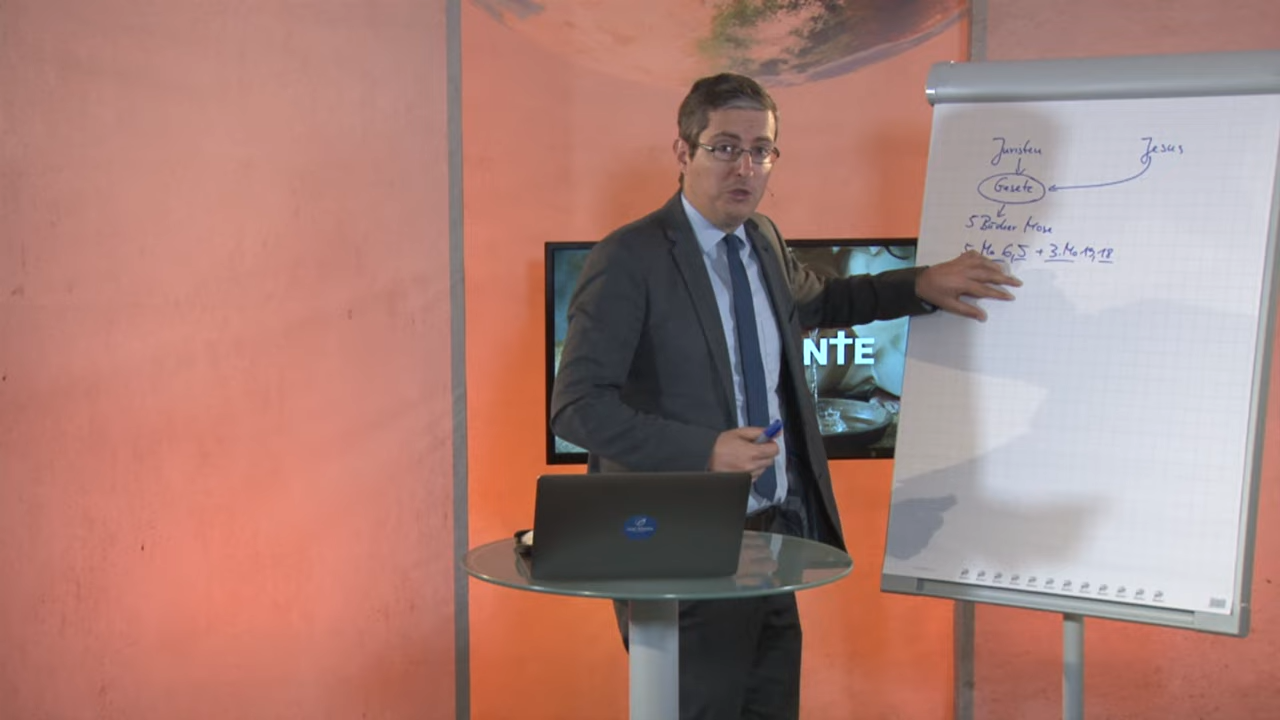 Juristen Jesus
Gesetz
5 Bücher Mose
5. Mo 6,5 + 3. Mo 19,18
NTE